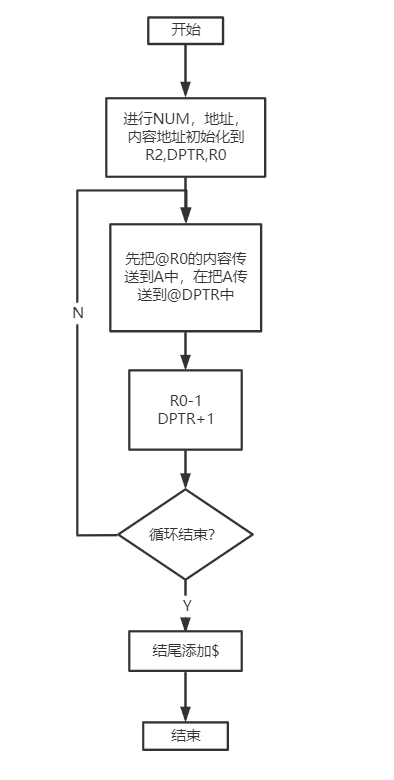 开始
进行NUM，地址，
内容地址初始化到
R2,DPTR,R0
先把@R0的内容传
送到A中，在把A传
送到@DPTR中
N
R0-1
DPTR+1
循环结束?
Y
结尾添加$
结束